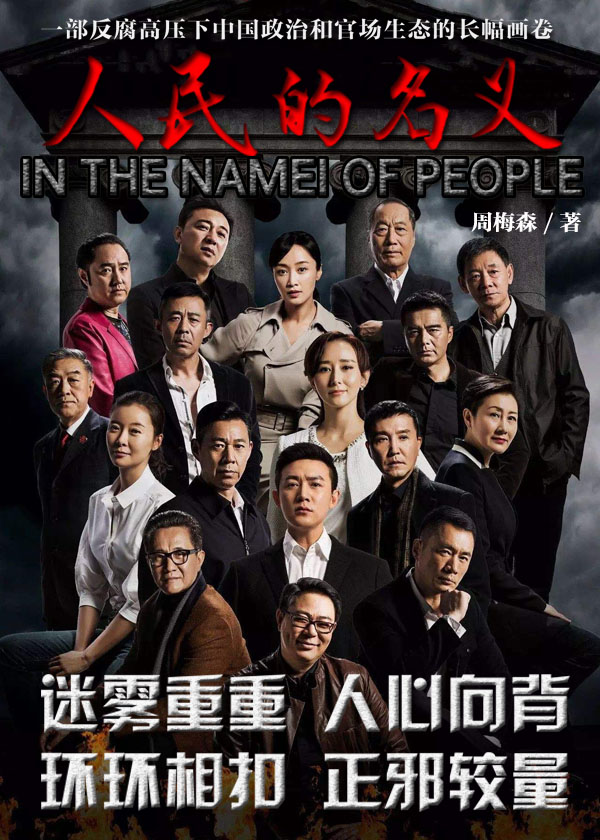 一部反腐高压下中国政治和官场生态的长幅画卷
人民的名义
IN THE NAMEI OF PEOPLE
周梅森 / 著
迷雾重重 人心向背
环环相扣 正邪较量